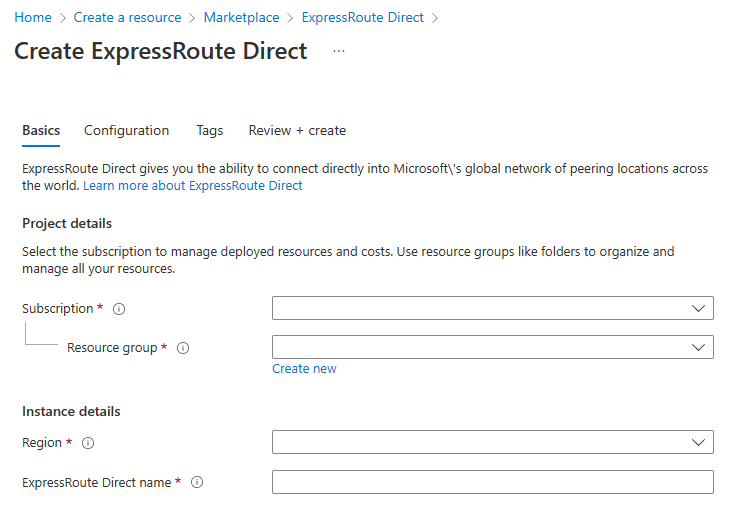 Home > Create a resource > Marketplace > ExpressRoute Direct >
Create ExpressRoute Direct ...
Basics Configuration Tags Review + create
ExpressRoute Direct gives you the ability to connect directly into Microsoft\'s global network of peering locations across
the world. Learn more about ExpressRoute Direct
Project details
Select the subscription to manage deployed resources and costs. Use resource groups like folders to organize and
manage all your resources.
Subscription *
Resource group *
Create new
Instance details
Region *
ExpressRoute Direct name *